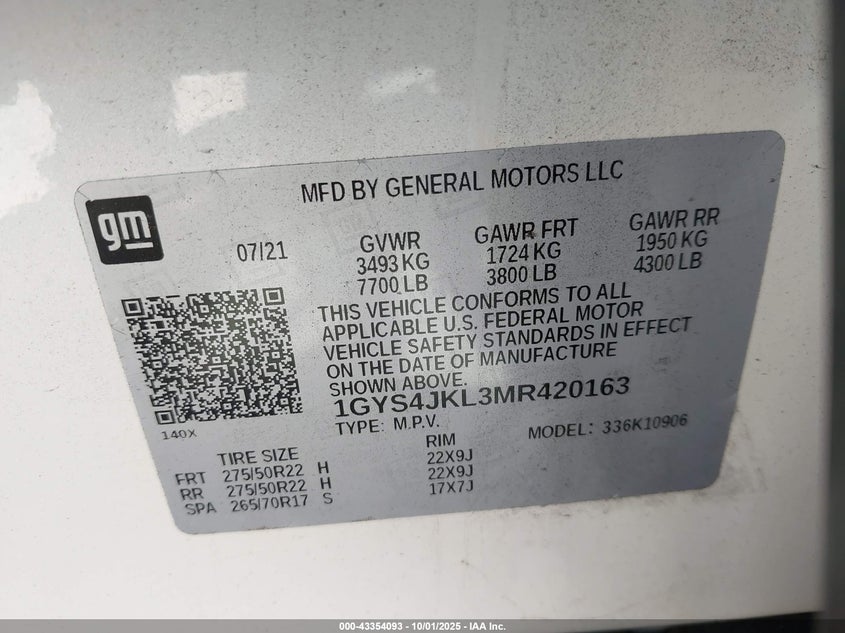 MFD BY GENERAL MOTORS LLC
gm
07/21
GVWR
3493 KG
7700 LB
GAWR FRT
1724 KG
3800 LB
GAWR RR
1950 KG
4300 LB
THIS VEHICLE CONFORMS TO ALL
APPLICABLE U.S. FEDERAL MOTOR
VEHICLE SAFETY STANDARDS IN EFFECT
ON THE DATE OF MANUFACTURE
SHOWN ABOVE.
1GYS4JKL3MR420163
140X
TYPE: M.P.V.
MODEL: 336K10906
TIRE SIZE RIM
FRT 275/50R22 H 22X9J
RR 275/50R22 H 22X9J
SPA 265/70R17 S 17X7J
000-43354093 - 10/01/2025 - IAA Inc.